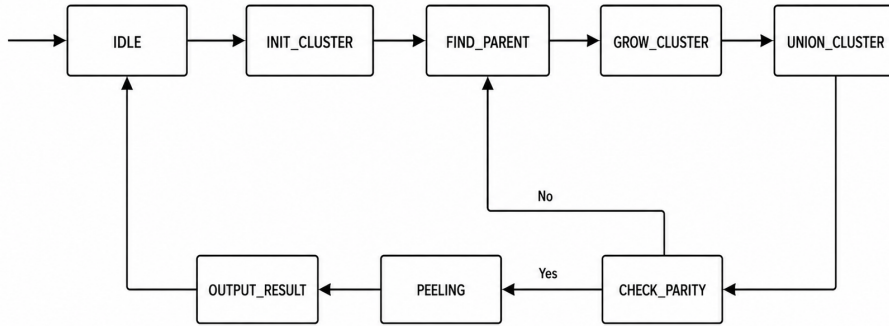 IDLE
INIT_CLUSTER
FIND_PARENT
GROW_CLUSTER
UNION_CLUSTER
No
Yes
OUTPUT_RESULT
PEELING
CHECK_PARITY